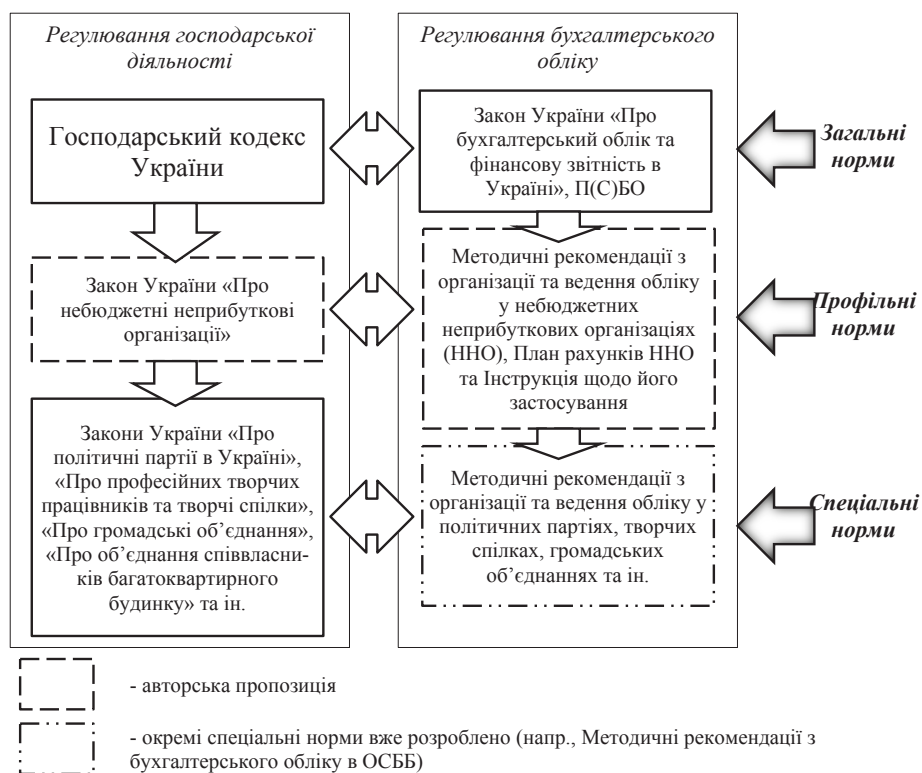 Регулювання господарської
діяльності
Регулювання бухгалтерського
обліку
Господарський кодекс
України
Закон України «Про
бухгалтерський облік та
фінансову звітність в
Україні», П(С)БО
Загальні
норми
Закон України «Про
небюджетні неприбуткові
організації»
Методичні рекомендації з
організації та ведення обліку
у небюджетних
неприбуткових організаціях
(ННО), План рахунків ННО
та Інструкція щодо його
застосування
Профільні
норми
Закони України «Про
політичні партії в Україні»,
«Про професійних творчих
працівників та творчі спілки»,
«Про громадські об’єднання»,
«Про об’єднання співвласни-
ків багатоквартирного
будинку» та ін.
Методичні рекомендації з
організації та ведення обліку у
політичних партіях, творчих
спілках, громадських
об’єднаннях та ін.
Спеціальні
норми
- авторська пропозиція
- окремі спеціальні норми вже розроблено (напр., Методичні рекомендації з
бухгалтерського обліку в ОСББ)